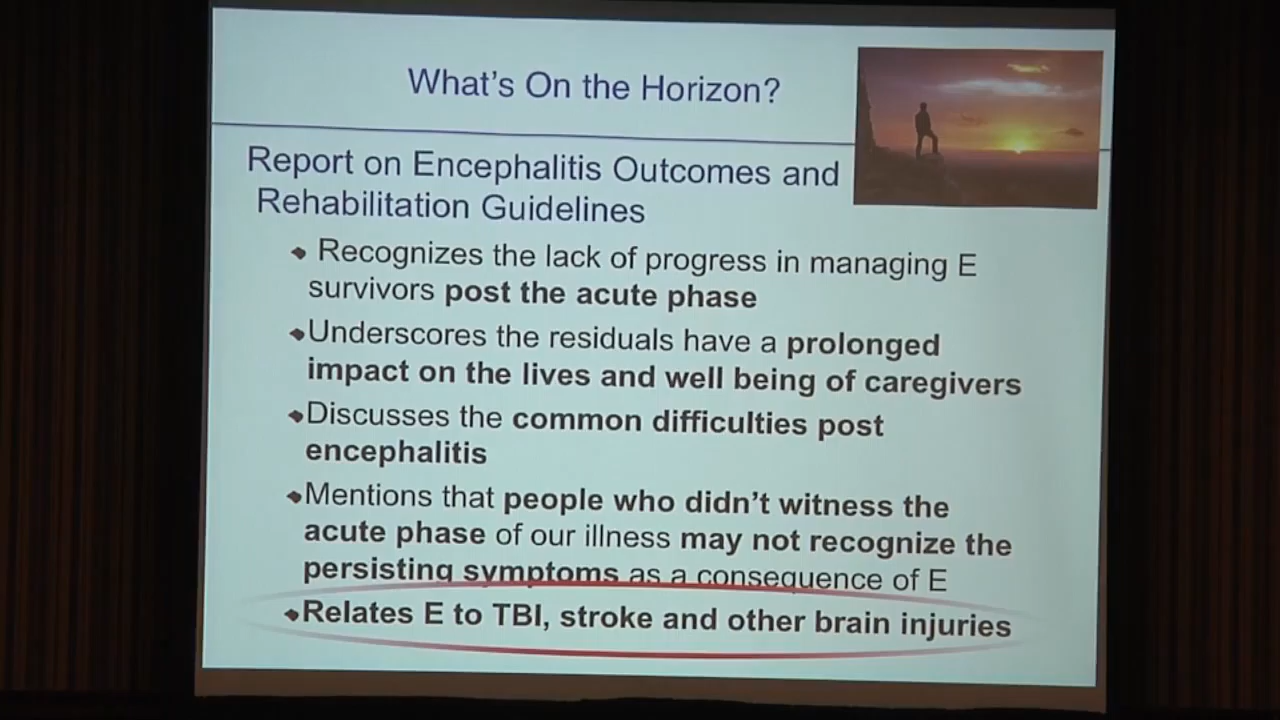 What's On the Horizon?
Report on Encephalitis Outcomes and
Rehabilitation Guidelines
Recognizes the lack of progress in managing E
survivors post the acute phase
Underscores the residuals have a prolonged
impact on the lives and well being of caregivers
Discusses the common difficulties post
encephalitis
Mentions that people who didn't witness the
acute phase of our illness may not recognize the
persisting symptoms as a consequence of E
Relates E to TBI, stroke and other brain injuries